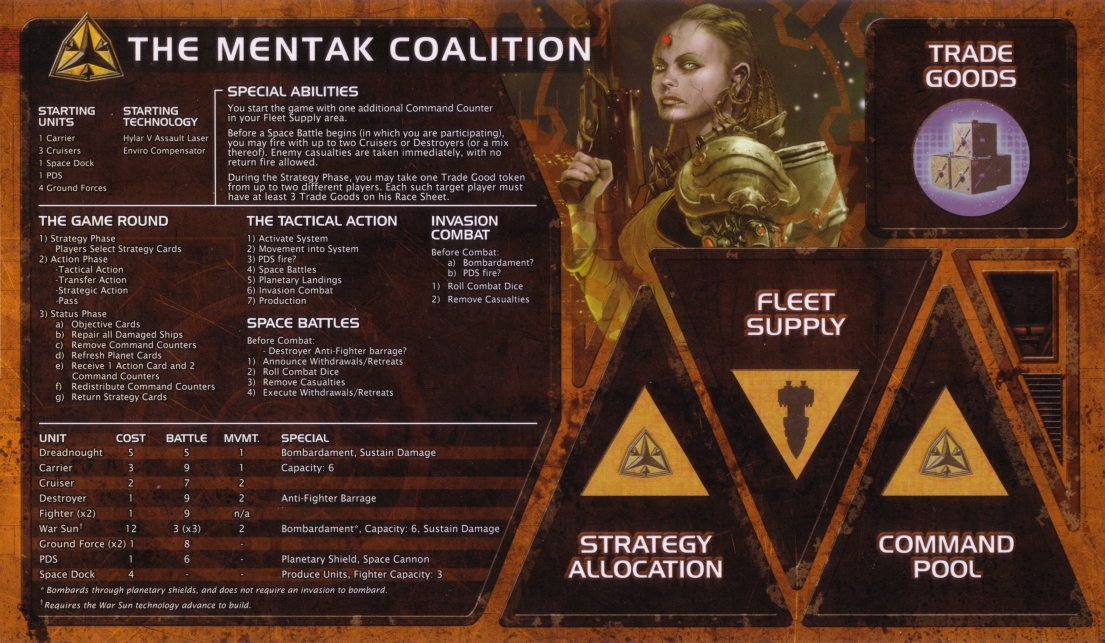 THE MENTAK COALITION
STARTING
UNITS
1 Carrier
3 Cruisers
1 Space Dock
1 PDS
4 Ground Forces
STARTING
TECHNOLOGY
Hylar V Assault Laser
Enviro Compensator
SPECIAL ABILITIES
You start the game with one additional Command Counter
in your Fleet Supply area.
Before a Space Battle begins (in which you are participating),
you may fire with up to two Cruisers or Destroyers (or a mix
thereof). Enemy casualties are taken immediately, with no
return fire allowed.
During the Strategy Phase, you may take one Trade Good token
from up to two different players. Each such target player must
have at least 3 Trade Goods on his Race Sheet.
THE GAME ROUND
1) Strategy Phase
Players Select Strategy Cards
2) Action Phase
·Tactical Action
·Transfer Action
·Strategic Action
·Pass
3) Status Phase
a) Objective Cards
b) Repair all Damaged Ships
c) Remove Command Counters
d) Refresh Planet Cards
e) Receive 1 Action Card and 2
Command Counters
f) Redistribute Command Counters
g) Return Strategy Cards
THE TACTICAL ACTION
1) Activate System
2) Movement into System
3) PDS fire?
4) Space Battles
5) Planetary Landings
6) Invasion Combat
7) Production
SPACE BATTLES
Before Combat:
- Destroyer Anti-Fighter barrage?
1) Announce Withdrawals/Retreats
2) Roll Combat Dice
3) Remove Casualties
4) Execute Withdrawals/Retreats
INVASION
COMBAT
Before Combat:
a) Bombardment?
b) PDS fire?
1) Roll Combat Dice
2) Remove Casualties
UNIT COST BATTLE MVMT. SPECIAL
Dreadnought 5 5 1 Bombardment, Sustain Damage
Carrier 3 9 1 Capacity: 6
Cruiser 2 7 2
Destroyer 1 9 2 Anti-Fighter Barrage
Fighter (x2) 1 9 n/a
War Sun† 12 3 (x3) 2 Bombardment*, Capacity: 6, Sustain Damage
Ground Force (x2) 1 8 -
PDS 1 6 - Planetary Shield, Space Cannon
Space Dock 4 - - Produce Units, Fighter Capacity: 3
* Bombards through planetary shields, and does not require an invasion to bombard.
†Requires the War Sun technology advance to build.
TRADE
GOODS
FLEET
SUPPLY
STRATEGY
ALLOCATION
COMMAND
POOL